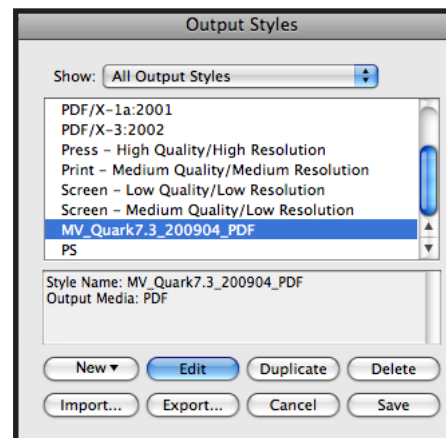 Output Styles
Show: All Output Styles
PDF/X-1a:2001
PDF/X-3:2002
Press – High Quality/High Resolution
Print – Medium Quality/Medium Resolution
Screen – Low Quality/Low Resolution
Screen – Medium Quality/Low Resolution
MV_Quark7.3_200904_PDF
PS
Style Name: MV_Quark7.3_200904_PDF
Output Media: PDF
New Edit Duplicate Delete
Import... Export... Cancel Save